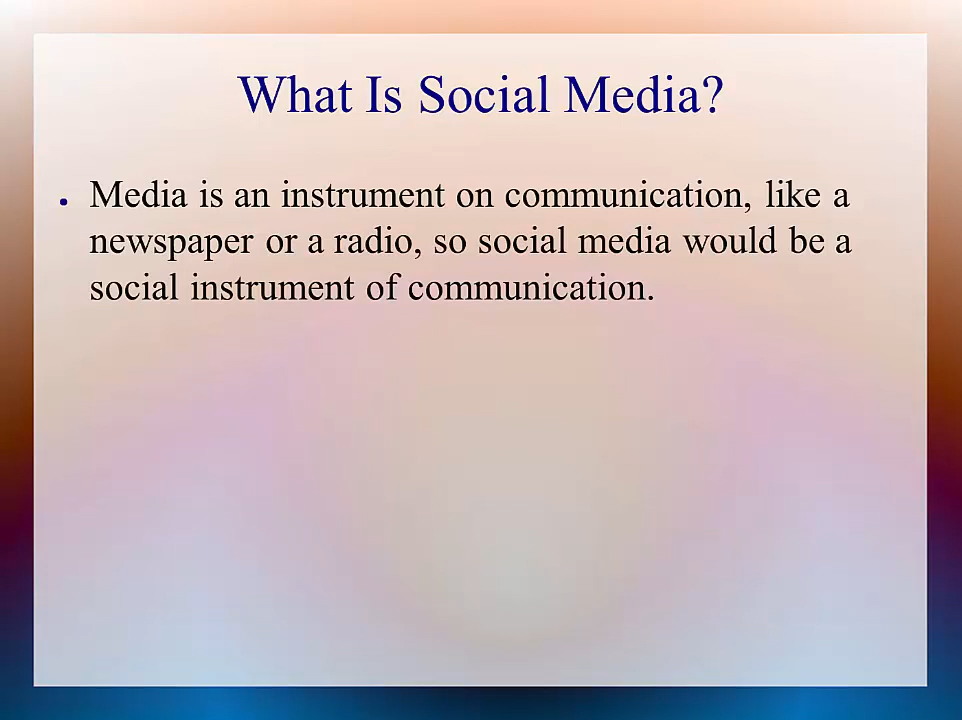 What Is Social Media?
Media is an instrument on communication, like a
newspaper or a radio, so social media would be a
social instrument of communication.